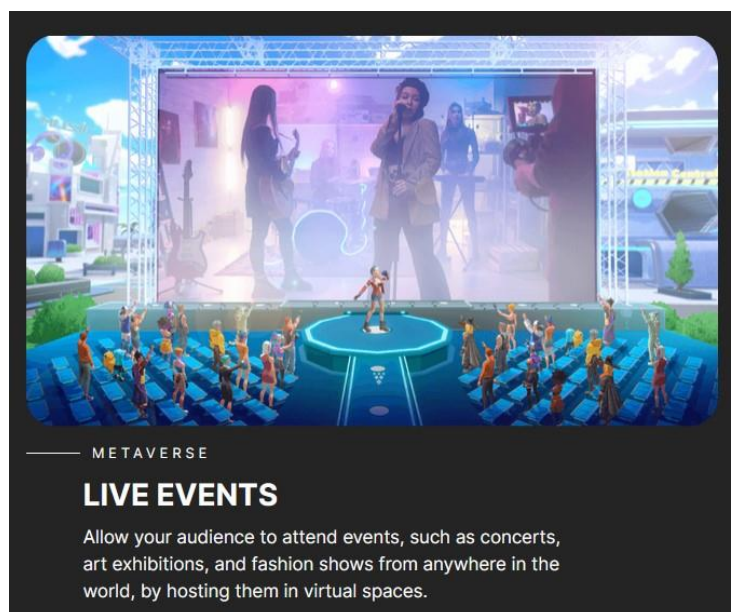 METAVERSE
LIVE EVENTS
Allow your audience to attend events, such as concerts,
art exhibitions, and fashion shows from anywhere in the
world, by hosting them in virtual spaces.